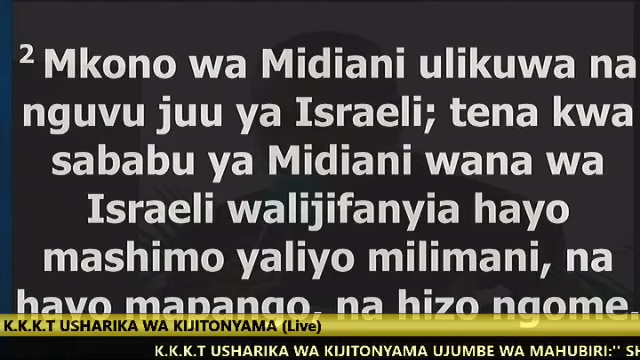 2 Mkono wa Midiani ulikuwa na
nguvu juu ya Israeli; tena kwa
sababu ya Midiani wana wa
Israeli walijifanyia hayo
mashimo yaliyo milimani, na
hayo mapango, na hizo ngome.
K.K.K.T USHARIKA WA KIJITONYAMA (Live)
K.K.K.T USHARIKA WA KIJITONYAMA UJUMBE WA MAHUBIRI:" SH